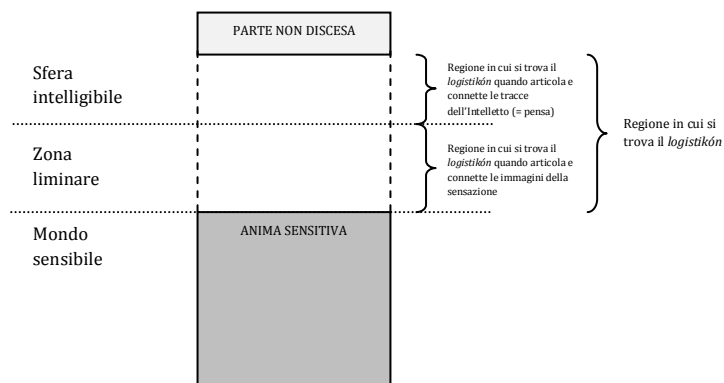 PARTE NON DISCESA
Sfera
intelligibile
Regione in cui si trova il
logistikón quando articola e
connette le tracce
dell'Intelletto (= pensa)
Regione in cui si
trova il logistikón
Zona
liminare
Regione in cui si trova il
logistikón quando articola e
connette le immagini della
sensazione
Mondo
sensibile
ANIMA SENSITIVA